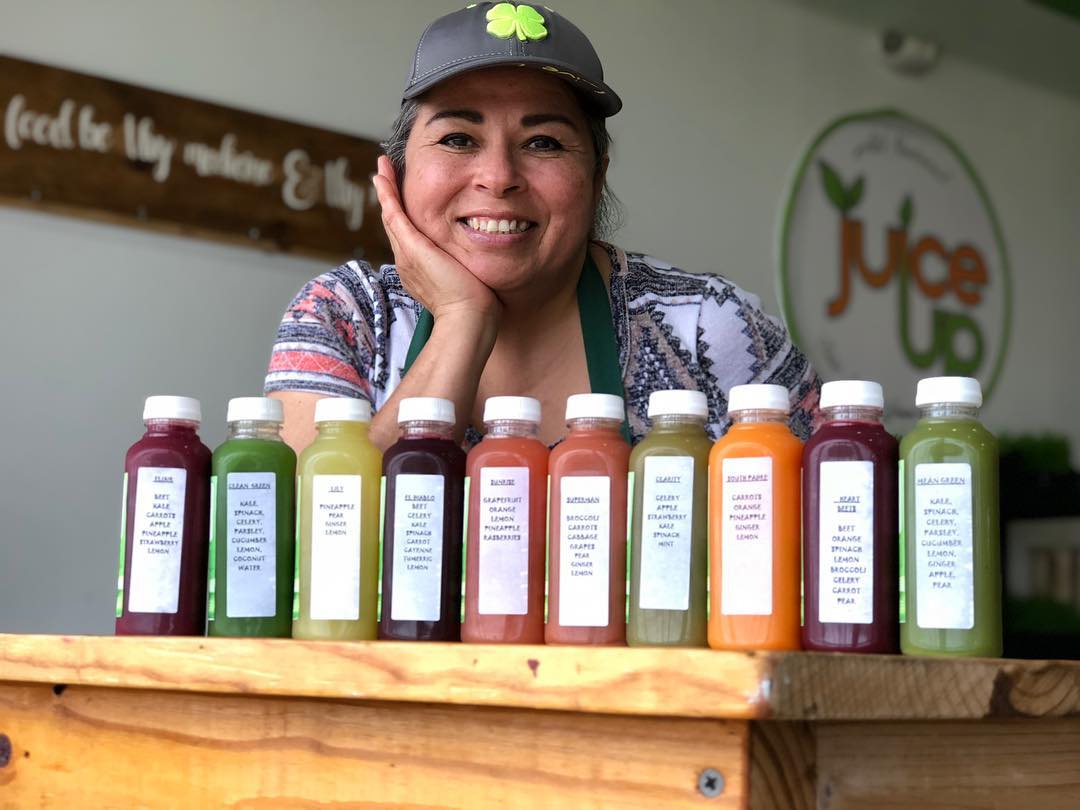 food be thy medicine & thy
juice
UP
ELIXIR
BEET
KALE
CARROTS
APPLE
PINEAPPLE
STRAWBERRY
LEMON
CLEAN GREEN
KALE,
SPINACH,
CELERY,
PARSLEY,
CUCUMBER
LEMON,
COCONUT
WATER
LILY
PINEAPPLE
PEAR
GINGER
LEMON
EL DIABLO
BEET
CELERY
KALE
SPINACH
CARROT
CAYENNE
TUMERRIC
LEMON
SUNRISE
GRAPEFRUIT
ORANGE
LEMON
PINEAPPLE
RASBERRIES
SUPERMAN
BROCCOLI
CARROTS
CABBAGE
GRAPES
PEAR
GINGER
LEMON
CLARITY
CELERY
APPLE
STRAWBERRY
KALE
SPINACH
MINT
SOUTH PADRE
CARROTS
ORANGE
PINEAPPLE
GINGER
LEMON
HEART
BEETS
BEET
ORANGE
SPINACH
LEMON
BROCCOLI
CELERY
CARROT
PEAR
MEAN GREEN
KALE,
SPINACH,
CELERY,
PARSLEY,
CUCUMBER
LEMON,
GINGER
APPLE,
PEAR